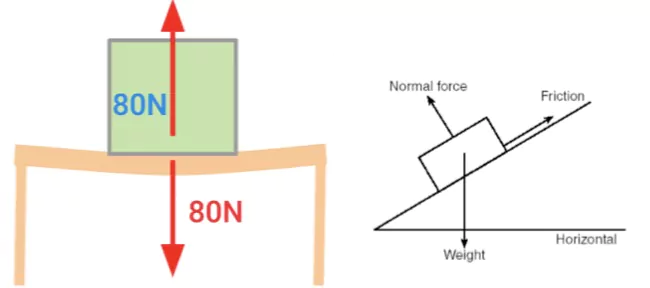 80N
80N
Normal force
Friction
Weight
Horizontal